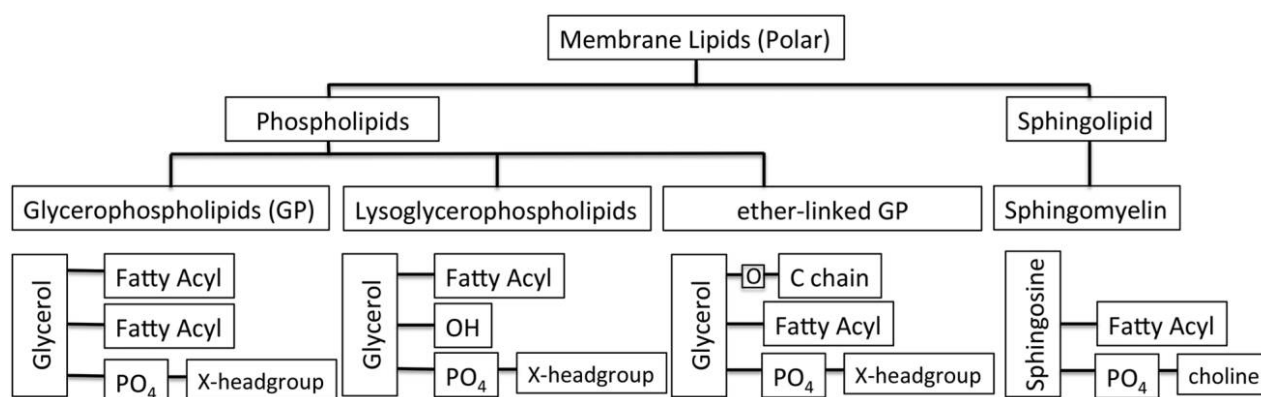 Membrane Lipids (Polar)
Phospholipids
Sphingolipid
Glycerophospholipids (GP)
Lysoglycerophospholipids
ether-linked GP
Sphingomyelin
Glycerol
Fatty Acyl
Fatty Acyl
PO4
X-headgroup
Glycerol
Fatty Acyl
OH
PO4
X-headgroup
Glycerol
O
C chain
Fatty Acyl
PO4
X-headgroup
Sphingosine
Fatty Acyl
PO4
choline